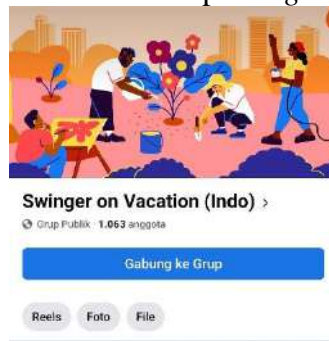 Swinger on Vacation (Indo) >
Grup Publik · 1.063 anggota
Gabung ke Grup
Reels Foto File